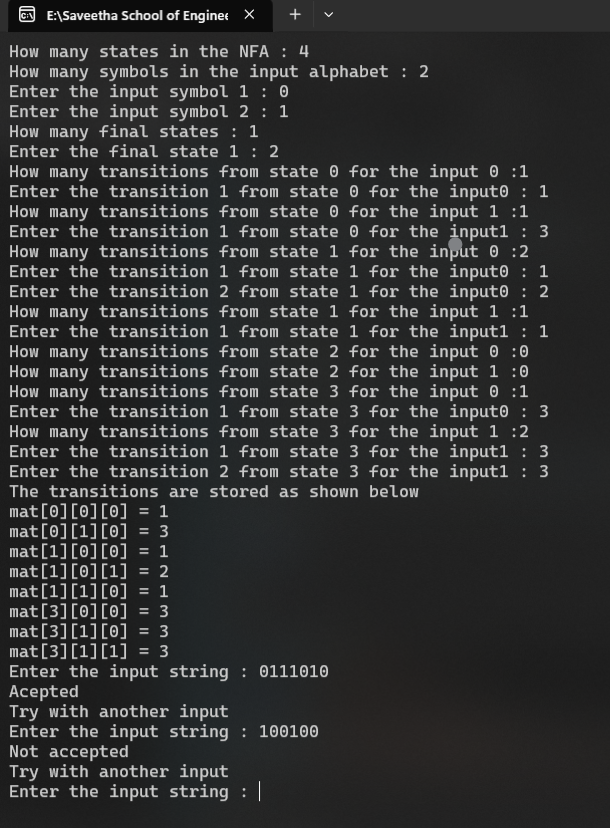 E:\Saveetha School of Enginee
How many states in the NFA : 4
How many symbols in the input alphabet : 2
Enter the input symbol 1 : 0
Enter the input symbol 2 : 1
How many final states : 1
Enter the final state 1 : 2
How many transitions from state 0 for the input 0 :1
Enter the transition 1 from state 0 for the input0 : 1
How many transitions from state 0 for the input 1 :1
Enter the transition 1 from state 0 for the input1 : 3
How many transitions from state 1 for the input 0 :2
Enter the transition 1 from state 1 for the input0 : 1
Enter the transition 2 from state 1 for the input0 : 2
How many transitions from state 1 for the input 1 :1
Enter the transition 1 from state 1 for the input1 : 1
How many transitions from state 2 for the input 0 :0
How many transitions from state 2 for the input 1 :0
How many transitions from state 3 for the input 0 :1
Enter the transition 1 from state 3 for the input0 : 3
How many transitions from state 3 for the input 1 :2
Enter the transition 1 from state 3 for the input1 : 3
Enter the transition 2 from state 3 for the input1 : 3
The transitions are stored as shown below
mat[0][0][0] = 1
mat[0][1][0] = 3
mat[1][0][0] = 1
mat[1][0][1] = 2
mat[1][1][0] = 1
mat[3][0][0] = 3
mat[3][1][0] = 3
mat[3][1][1] = 3
Enter the input string : 0111010
Acepted
Try with another input
Enter the input string : 100100
Not accepted
Try with another input
Enter the input string :